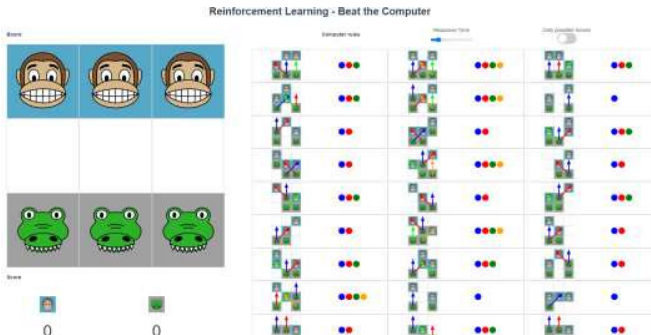 Reinforcement Learning - Beat the Computer
Board
Computer rules
Response Time
Only possible moves
Score
0
0